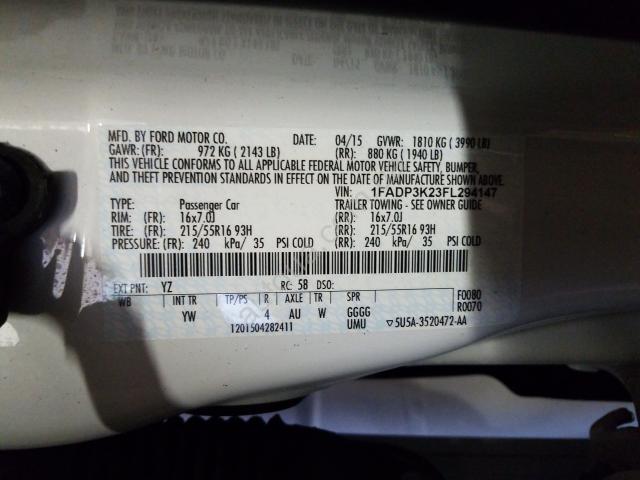 MFD. BY FORD MOTOR CO. DATE: 04/15 GVWR: 1810 KG ( 3990 LB)
GAWR: (FR): 972 KG ( 2143 LB) (RR): 880 KG ( 1940 LB)
THIS VEHICLE CONFORMS TO ALL APPLICABLE FEDERAL MOTOR VEHICLE SAFETY, BUMPER,
AND THEFT PREVENTION STANDARDS IN EFFECT ON THE DATE OF MANUFACTURE SHOWN ABOVE.
VIN: 1FADP3K23FL294147
TYPE: Passenger Car TRAILER TOWING - SEE OWNER GUIDE
RIM: (FR): 16x7.0J (RR): 16x7.0J
TIRE: (FR): 215/55R16 93H (RR): 215/55R16 93H
PRESSURE: (FR): 240 kPa/ 35 PSI COLD (RR): 240 kPa/ 35 PSI COLD
EXT PNT: YZ RC: 58 DSO:
WB INT TR TP/PS R AXLE TR SPR F0080
YW 4 AU W GGGG R0070
1201504282411 UMU ▽5U5A-3520472-AA